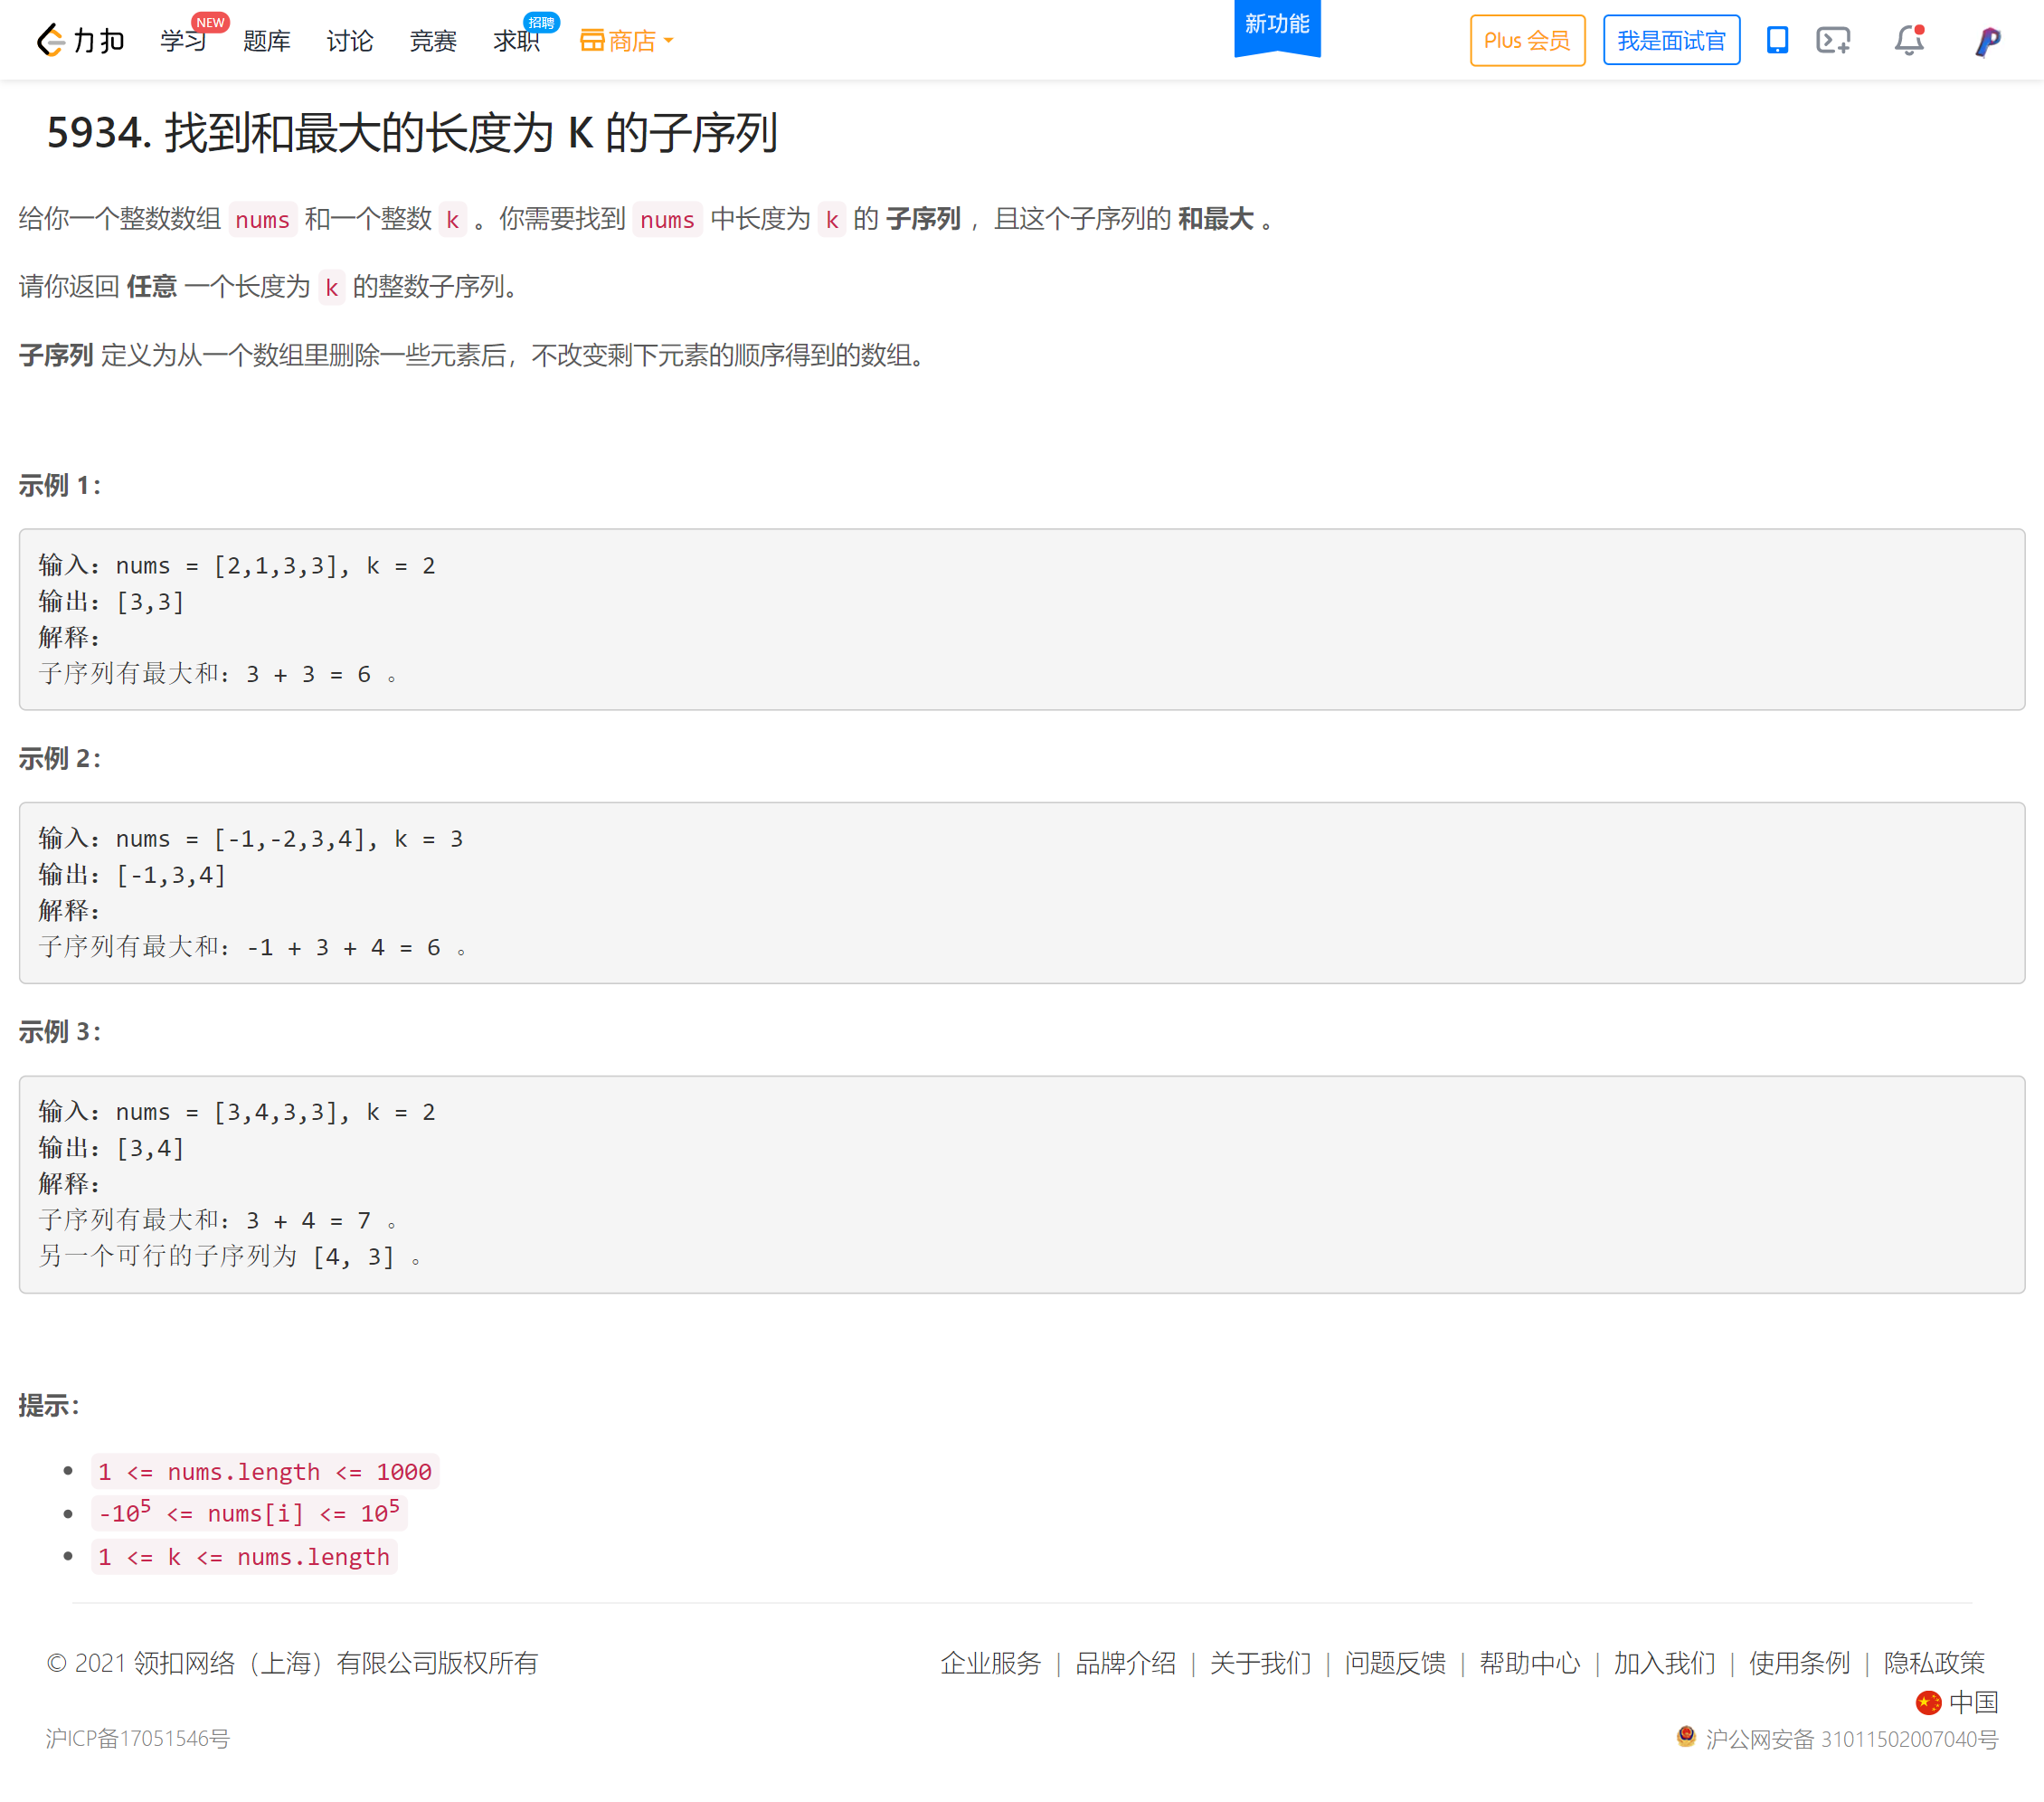 力扣 学习 NEW 题库 讨论 竞赛 求职 招聘 商店 新功能 Plus 会员 我是面试官
5934. 找到和最大的长度为 K 的子序列
给你一个整数数组 nums 和一个整数 k 。你需要找到 nums 中长度为 k 的 子序列 ，且这个子序列的 和最大 。
请你返回 任意 一个长度为 k 的整数子序列。
子序列 定义为从一个数组里删除一些元素后，不改变剩下元素的顺序得到的数组。
示例 1：
输入：nums = [2,1,3,3], k = 2
输出：[3,3]
解释：
子序列有最大和：3 + 3 = 6 。
示例 2：
输入：nums = [-1,-2,3,4], k = 3
输出：[-1,3,4]
解释：
子序列有最大和：-1 + 3 + 4 = 6 。
示例 3：
输入：nums = [3,4,3,3], k = 2
输出：[3,4]
解释：
子序列有最大和：3 + 4 = 7 。
另一个可行的子序列为 [4, 3] 。
提示：
1 <= nums.length <= 1000
-10⁵ <= nums[i] <= 10⁵
1 <= k <= nums.length
© 2021 领扣网络（上海）有限公司版权所有
企业服务 | 品牌介绍 | 关于我们 | 问题反馈 | 帮助中心 | 加入我们 | 使用条例 | 隐私政策
中国
沪ICP备17051546号
沪公网安备 31011502007040号